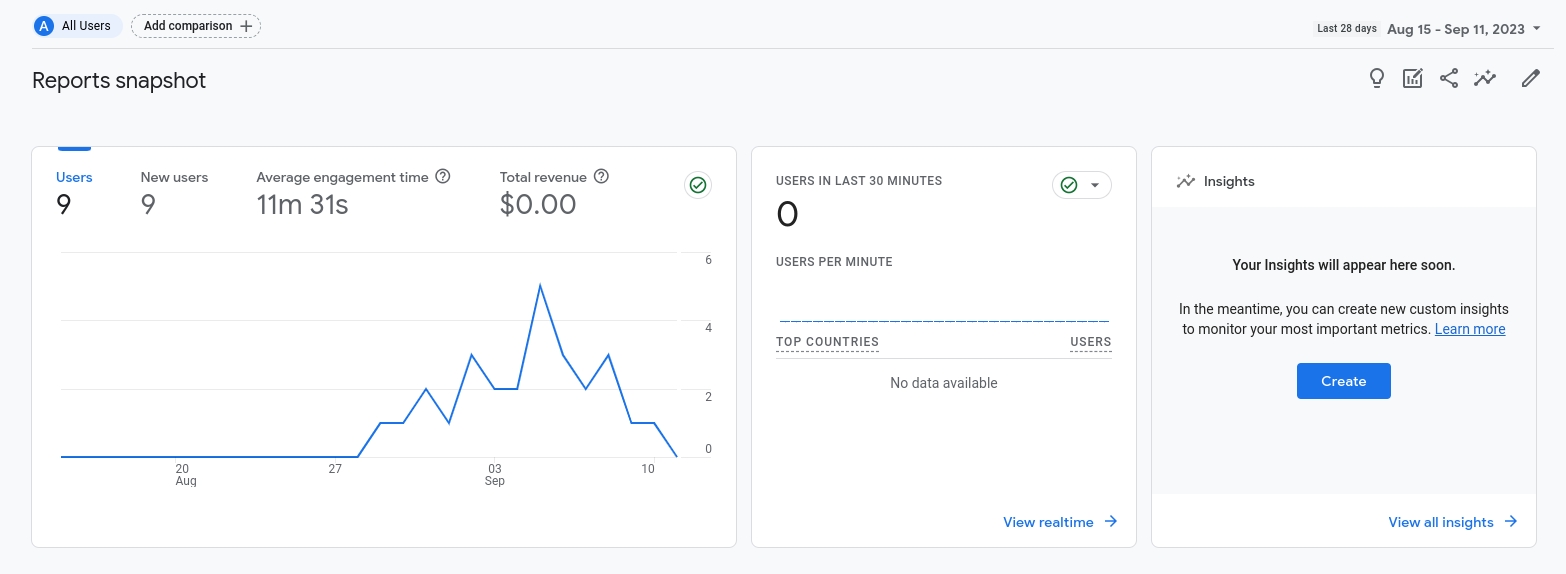 A All Users Add comparison +
Last 28 days Aug 15 - Sep 11, 2023
Reports snapshot
Users
9
New users
9
Average engagement time
11m 31s
Total revenue
$0.00
6
4
2
0
20
Aug
27
03
Sep
10
USERS IN LAST 30 MINUTES
0
USERS PER MINUTE
TOP COUNTRIES USERS
No data available
View realtime
Insights
Your Insights will appear here soon.
In the meantime, you can create new custom insights
to monitor your most important metrics. Learn more
Create
View all insights